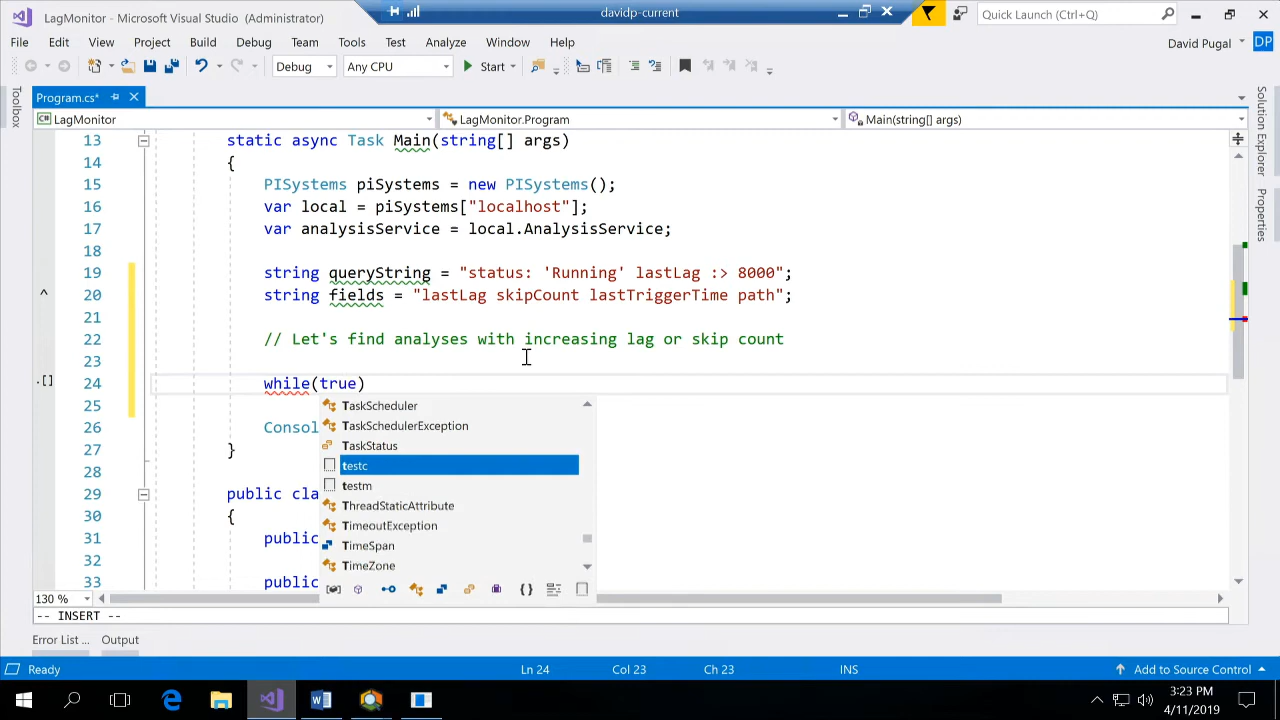 LagMonitor - Microsoft Visual Studio (Administrator)
davidp-current
Quick Launch (Ctrl+Q)
File Edit View Project Build Debug Team Tools Test Analyze Window Help
David Pugal DP
Debug Any CPU Start
Toolbox
Program.cs*
LagMonitor LagMonitor.Program Main(string[] args)
Solution Explorer
Properties
13 static async Task Main(string[] args)
14 {
15 PISystems piSystems = new PISystems();
16 var local = piSystems["localhost"];
17 var analysisService = local.AnalysisService;
18
19 string queryString = "status: 'Running' lastLag :> 8000";
20 string fields = "lastLag skipCount lastTriggerTime path";
21
22 // Let's find analyses with increasing lag or skip count
23
24 while(true)
25
26 Consol
27 }
28
29 public cla
30 {
31 public
32
33 public
TaskScheduler
TaskSchedulerException
TaskStatus
testc
testm
ThreadStaticAttribute
TimeoutException
TimeSpan
TimeZone
130 %
-- INSERT --
Error List ... Output
Ready Ln 24 Col 23 Ch 23 INS Add to Source Control
3:23 PM
4/11/2019